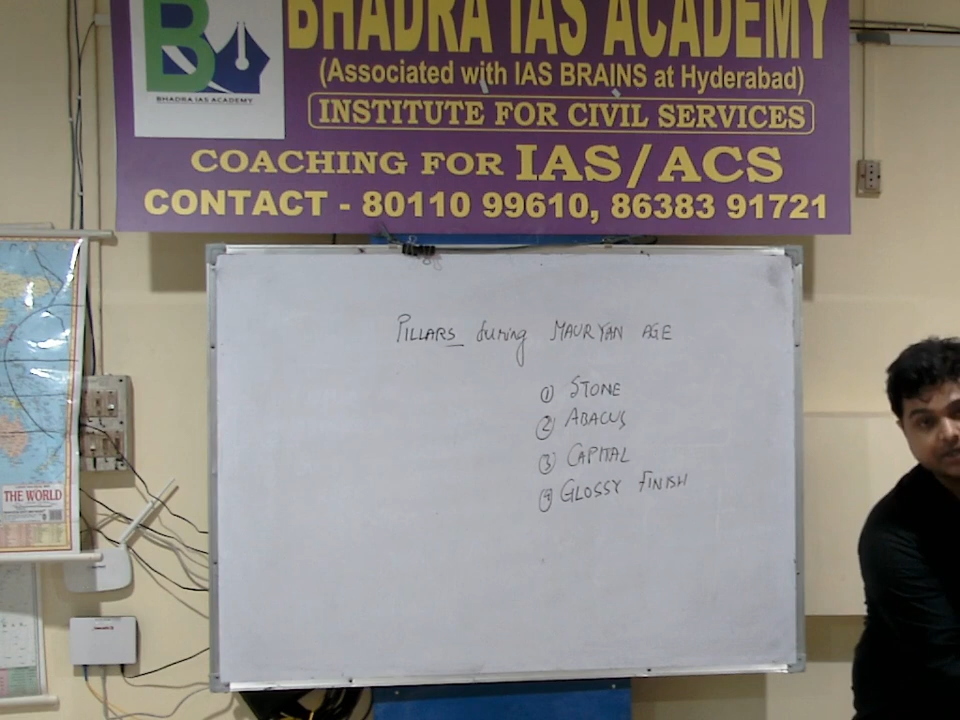 BHADRA IAS ACADEMY
BHADRA IAS ACADEMY
(Associated with IAS BRAINS at Hyderabad)
INSTITUTE FOR CIVIL SERVICES
COACHING FOR IAS/ACS
CONTACT - 80110 99610, 86383 91721
PILLARS during MAURYAN AGE
① STONE
② ABACUS
③ CAPITAL
④ GLOSSY FINISH
THE WORLD